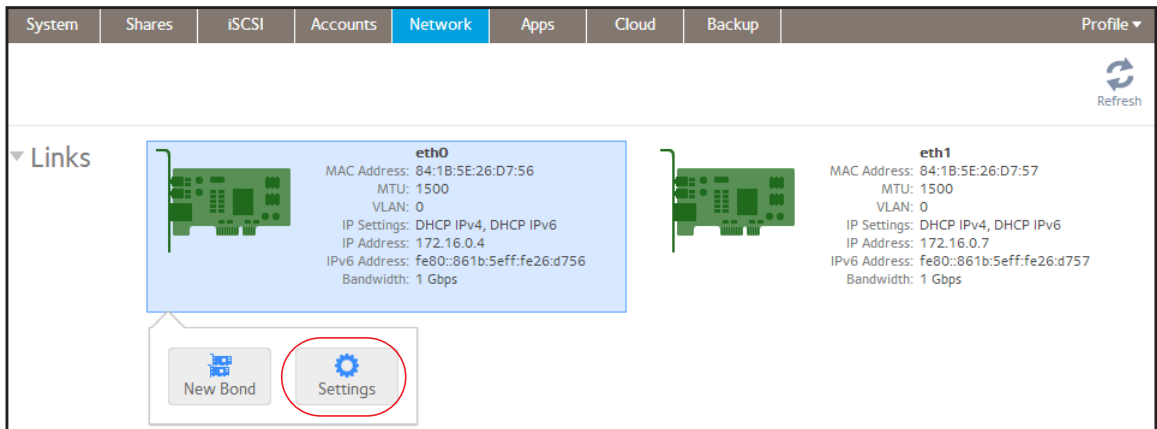 System Shares iSCSI Accounts Network Apps Cloud Backup Profile
Refresh
Links
eth0
MAC Address: 84:1B:5E:26:D7:56
MTU: 1500
VLAN: 0
IP Settings: DHCP IPv4, DHCP IPv6
IP Address: 172.16.0.4
IPv6 Address: fe80::861b:5eff:fe26:d756
Bandwidth: 1 Gbps
eth1
MAC Address: 84:1B:5E:26:D7:57
MTU: 1500
VLAN: 0
IP Settings: DHCP IPv4, DHCP IPv6
IP Address: 172.16.0.7
IPv6 Address: fe80::861b:5eff:fe26:d757
Bandwidth: 1 Gbps
New Bond
Settings